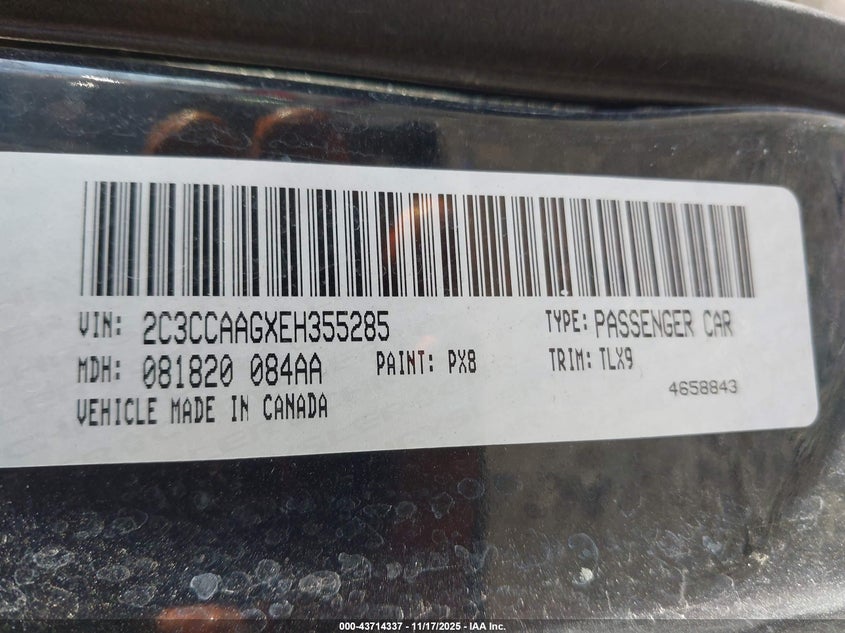 VIN: 2C3CCAAGXEH355285 TYPE: PASSENGER CAR
MDH: 081820 084AA PAINT: PX8 TRIM: TLX9
VEHICLE MADE IN CANADA 4658843
000-43714337 - 11/17/2025 - IAA Inc.